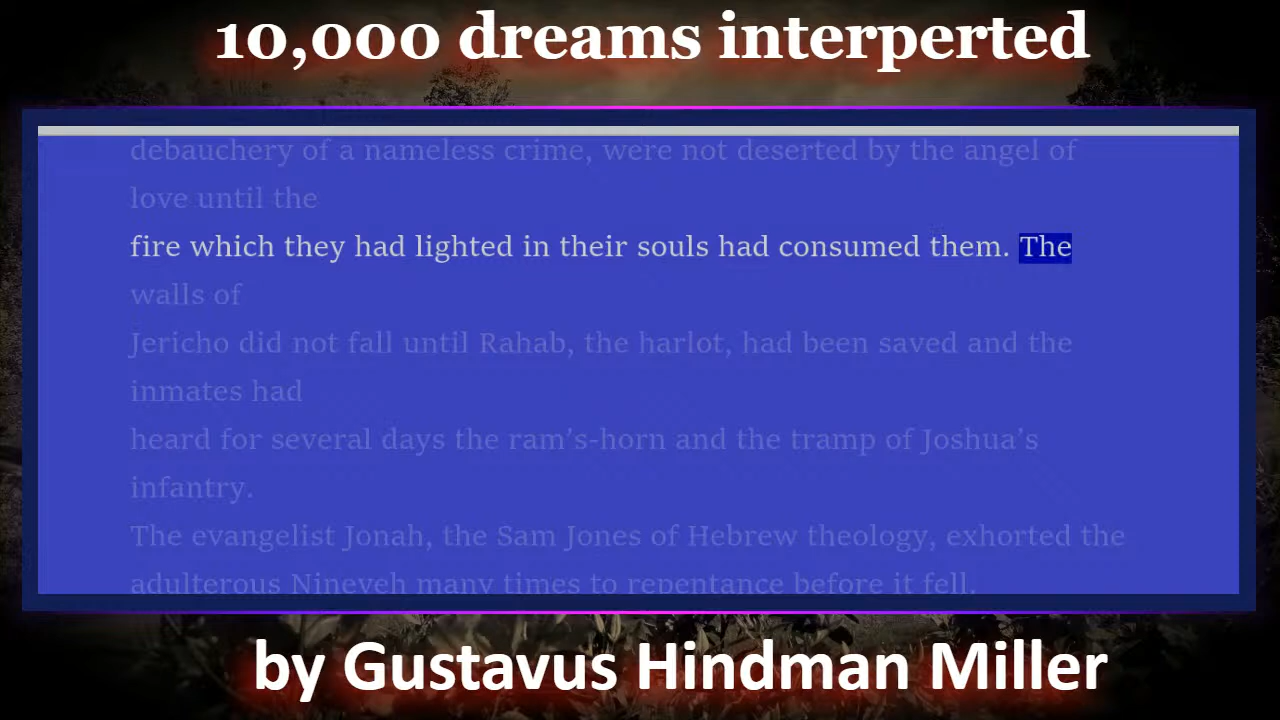 10,000 dreams interperted
debauchery of a nameless crime, were not deserted by the angel of
love until the
fire which they had lighted in their souls had consumed them. The
walls of
Jericho did not fall until Rahab, the harlot, had been saved and the
inmates had
heard for several days the ram’s-horn and the tramp of Joshua’s
infantry.
The evangelist Jonah, the Sam Jones of Hebrew theology, exhorted the
adulterous Nineveh many times to repentance before it fell.
by Gustavus Hindman Miller